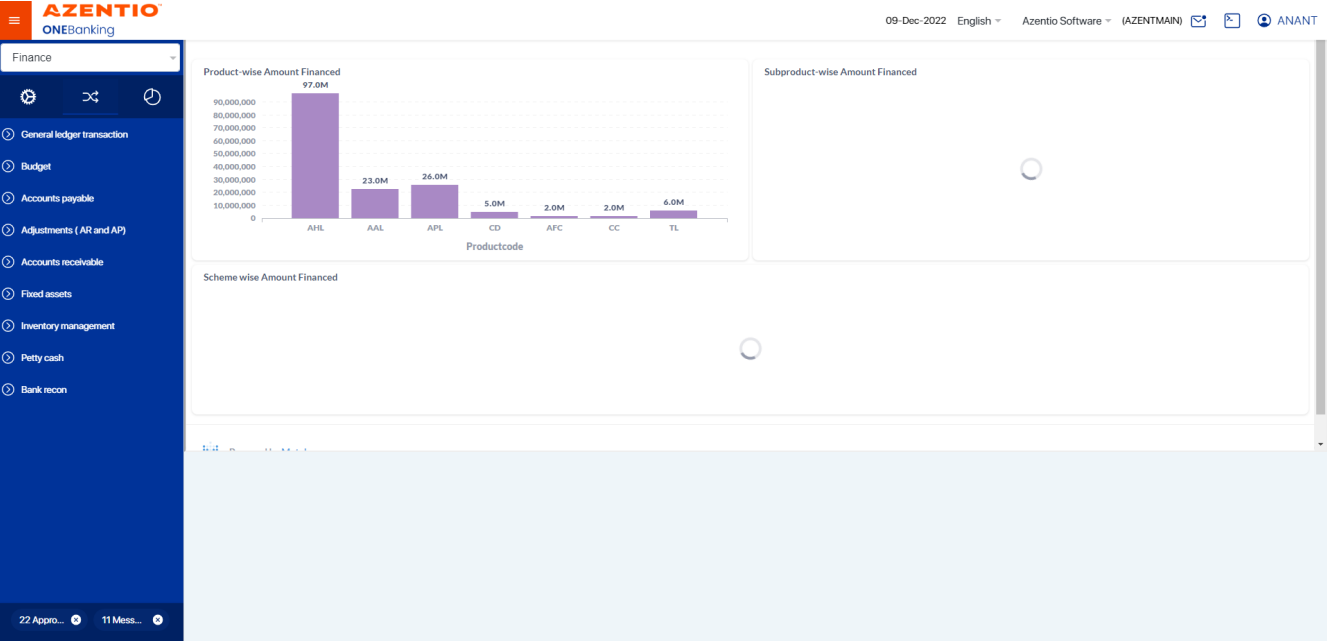 AZENTIO
ONEBanking
09-Dec-2022 English Azentio Software (AZENTMAIN) ANANT
Finance
General ledger transaction
Budget
Accounts payable
Adjustments ( AR and AP)
Accounts receivable
Fixed assets
Inventory management
Petty cash
Bank recon
22 Appro... 11 Mess...
Product-wise Amount Financed
97.0M
90,000,000
80,000,000
70,000,000
60,000,000
50,000,000
40,000,000
30,000,000
20,000,000
10,000,000
0
23.0M
26.0M
5.0M
2.0M
2.0M
6.0M
AHL AAL APL CD AFC CC TL
Productcode
Subproduct-wise Amount Financed
Scheme wise Amount Financed